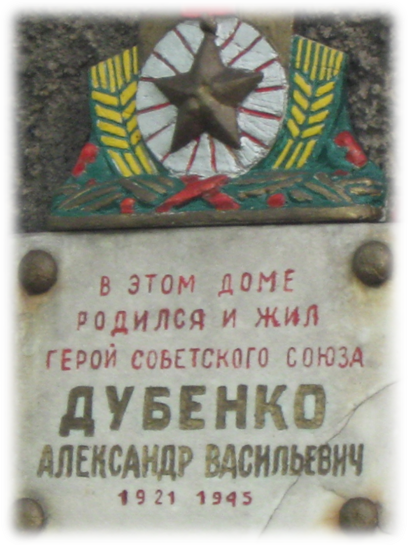 В ЭТОМ ДОМЕ
РОДИЛСЯ И ЖИЛ
ГЕРОЙ СОВЕТСКОГО СОЮЗА
ДУБЕНКО
АЛЕКСАНДР ВАСИЛЬЕВИЧ
1921 1945